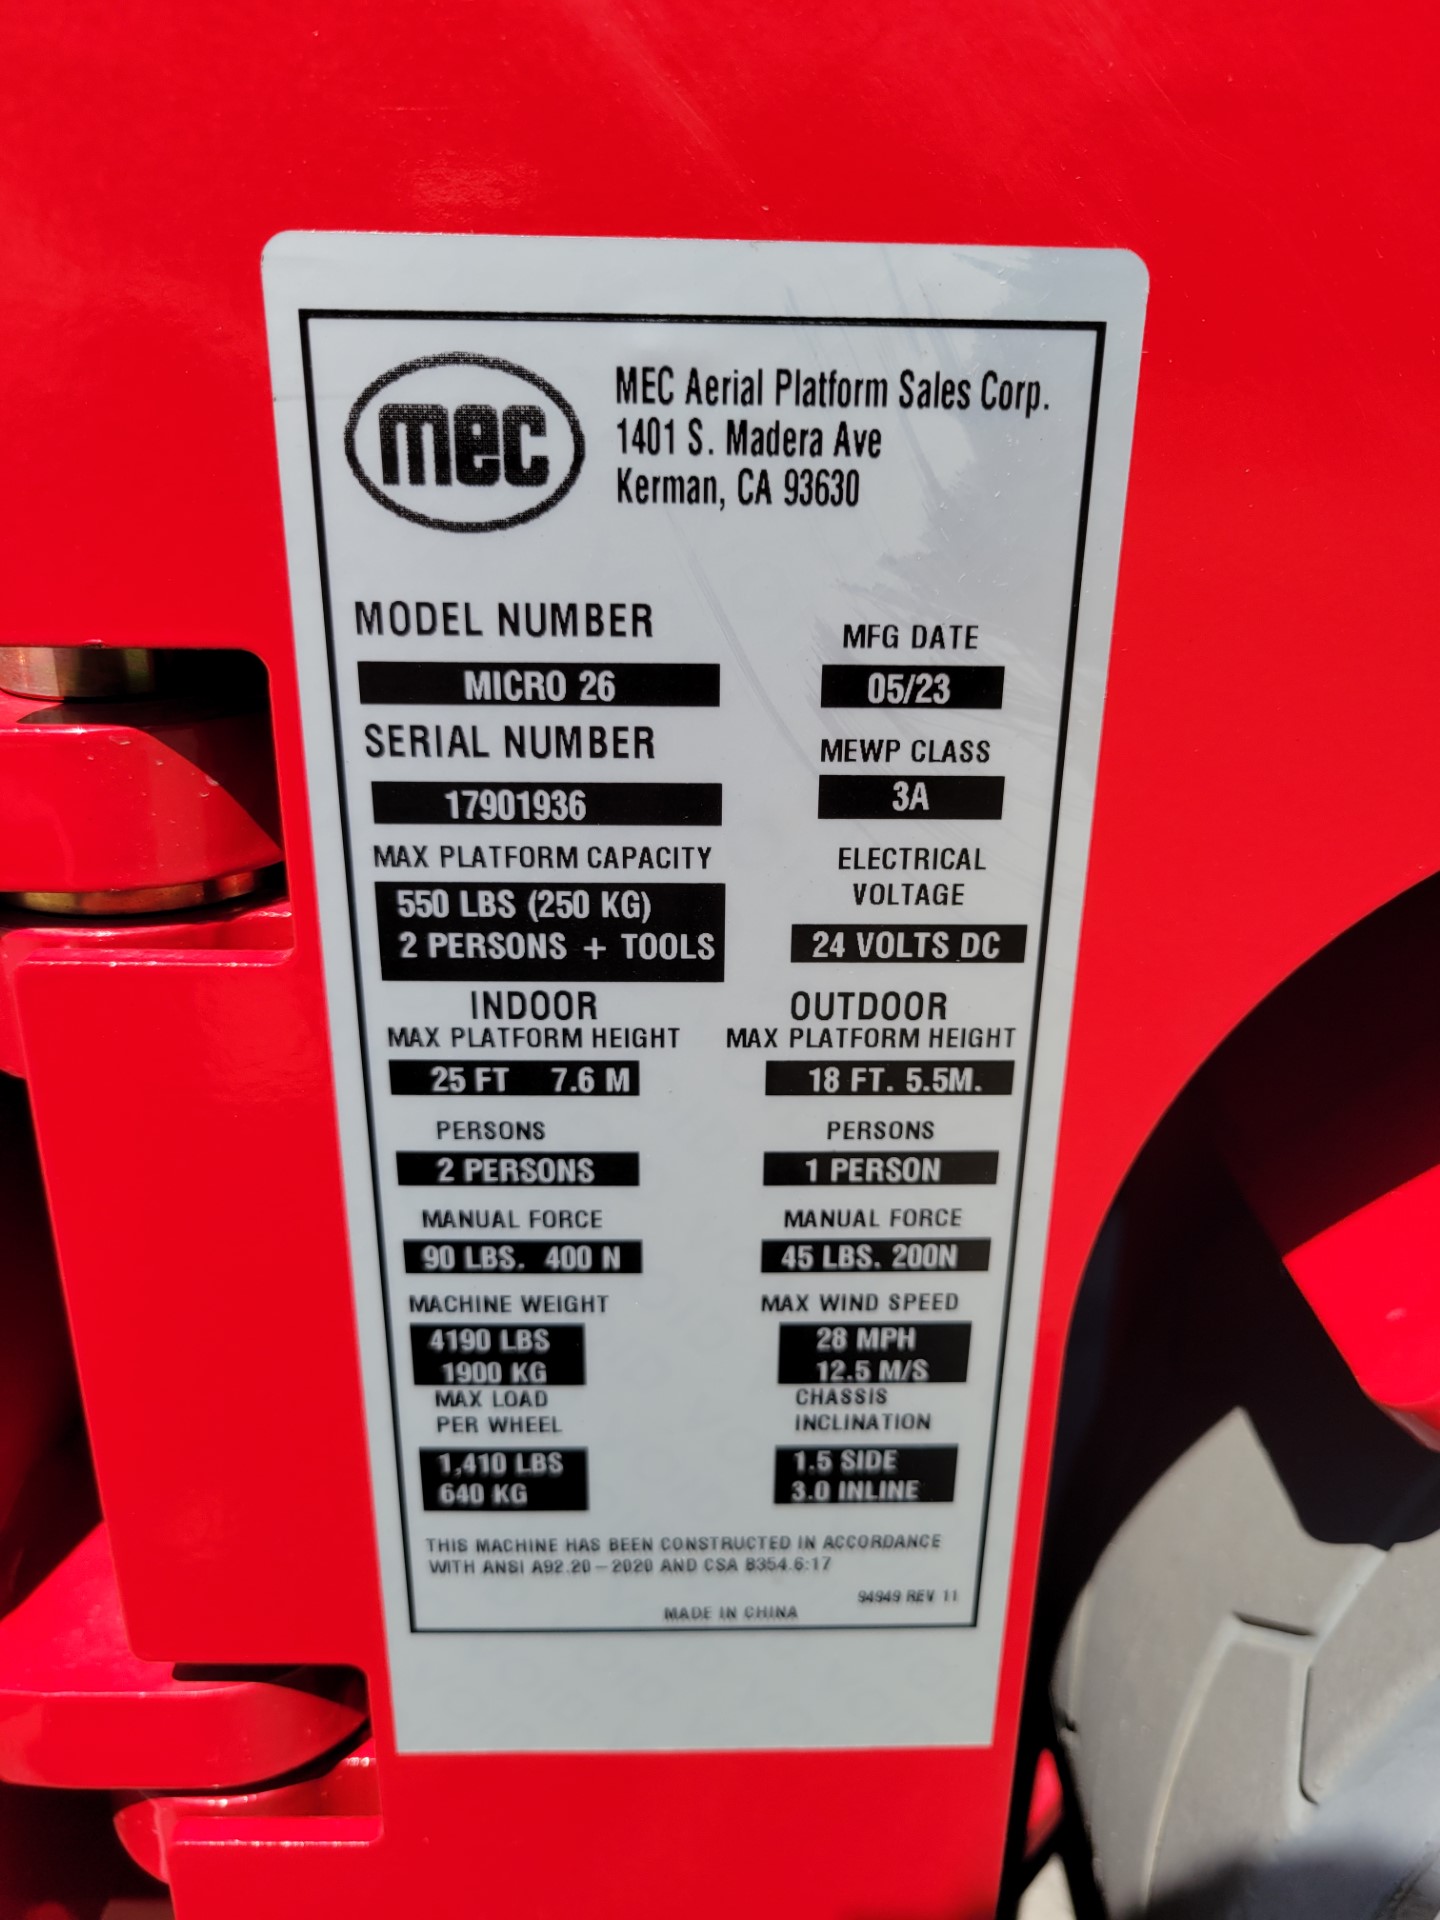 mec
MEC Aerial Platform Sales Corp.
1401 S. Madera Ave
Kerman, CA 93630
MODEL NUMBER
MICRO 26
MFG DATE
05/23
SERIAL NUMBER
17901936
MEWP CLASS
3A
MAX PLATFORM CAPACITY
550 LBS (250 KG)
2 PERSONS + TOOLS
ELECTRICAL
VOLTAGE
24 VOLTS DC
INDOOR
MAX PLATFORM HEIGHT
25 FT 7.6 M
PERSONS
2 PERSONS
MANUAL FORCE
90 LBS. 400 N
MACHINE WEIGHT
4190 LBS
1900 KG
MAX LOAD
PER WHEEL
1,410 LBS
640 KG
OUTDOOR
MAX PLATFORM HEIGHT
18 FT. 5.5M.
PERSONS
1 PERSON
MANUAL FORCE
45 LBS. 200N
MAX WIND SPEED
28 MPH
12.5 M/S
CHASSIS
INCLINATION
1.5 SIDE
3.0 INLINE
THIS MACHINE HAS BEEN CONSTRUCTED IN ACCORDANCE
WITH ANSI A92.20-2020 AND CSA B354.6:17
94949 REV 11
MADE IN CHINA